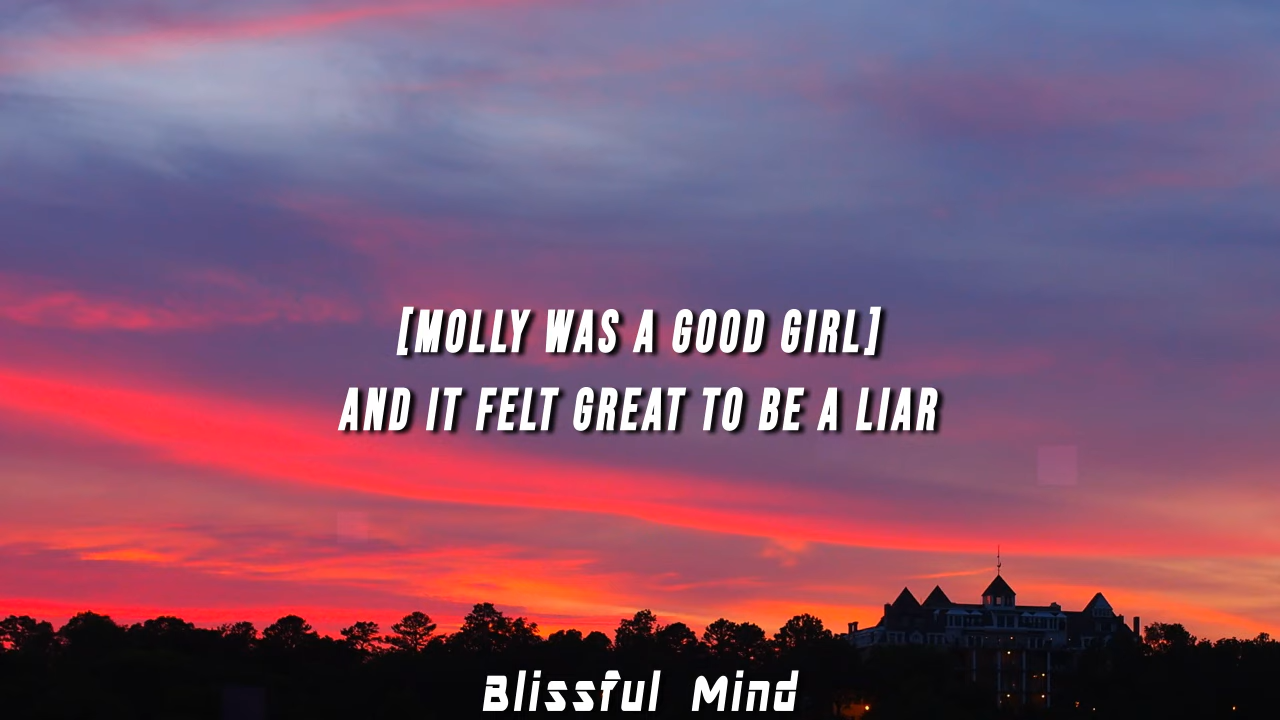 [MOLLY WAS A GOOD GIRL]
AND IT FELT GREAT TO BE A LIAR
Blissful Mind